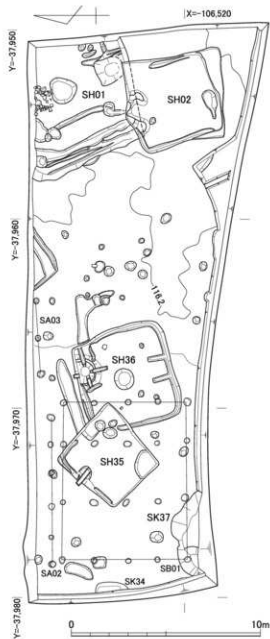 X=-106,520
Y=-37,950
SH01
SH02
Y=-37,960
116.2
SA03
SH36
Y=-37,970
SH35
SK37
SA02
SB01
SK34
Y=-37,980
0
10m